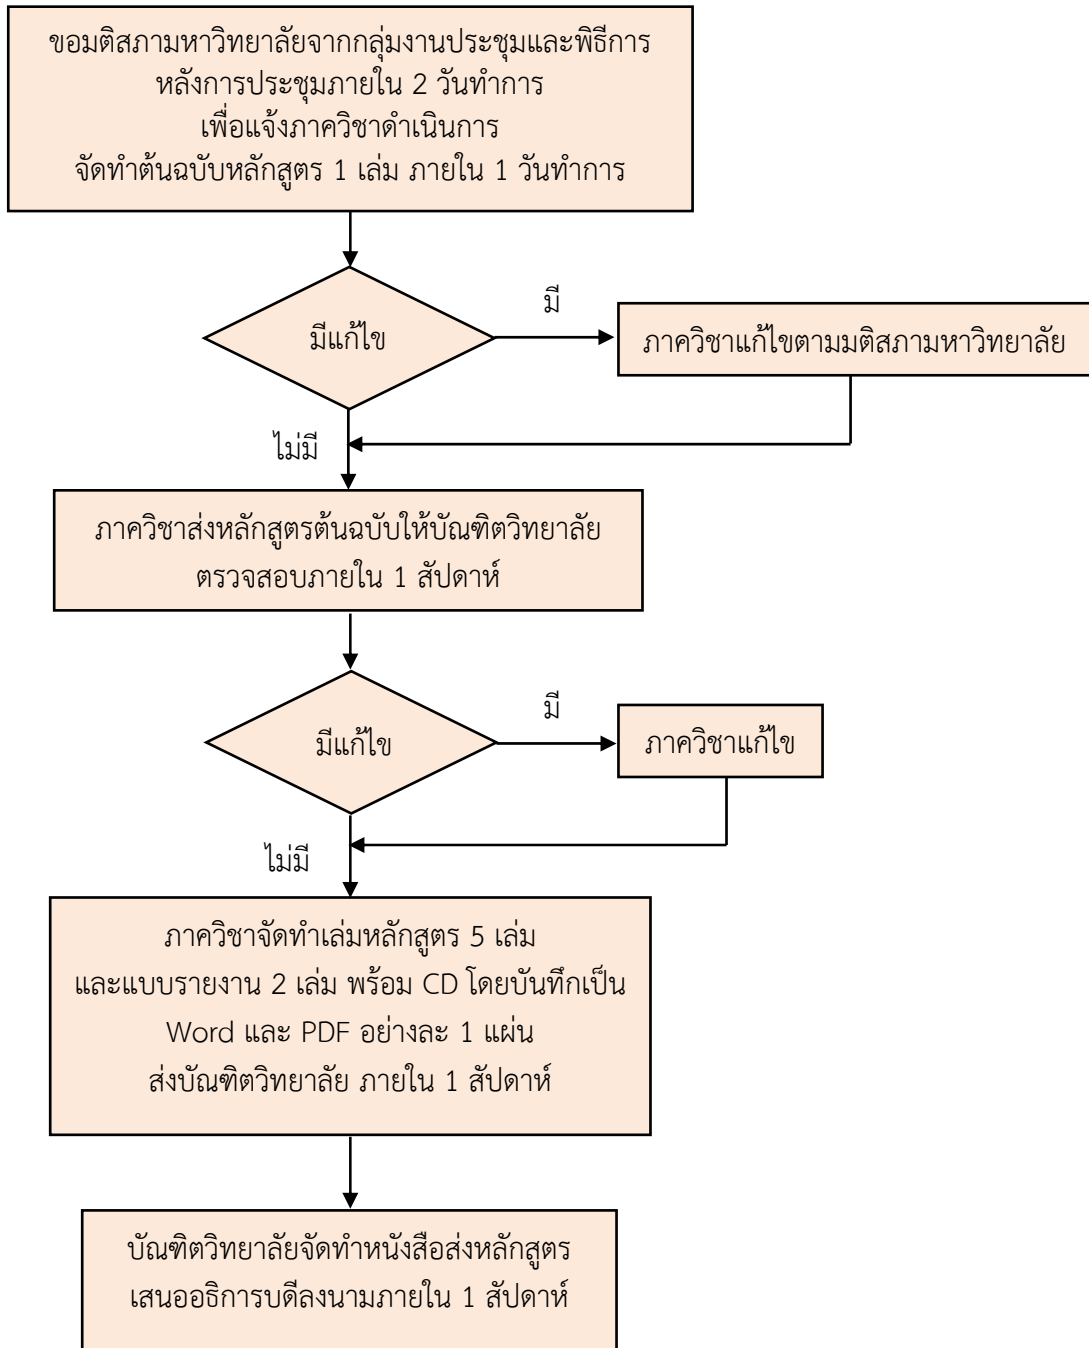 ขอมติสภามหาวิทยาลัยจากกลุ่มงานประชุมและพิธีการ
หลังการประชุมภายใน 2 วันทำการ
เพื่อแจ้งภาควิชาดำเนินการ
จัดทำต้นฉบับหลักสูตร 1 เล่ม ภายใน 1 วันทำการ
มีแก้ไข
มี
ภาควิชาแก้ไขตามมติสภามหาวิทยาลัย
ไม่มี
ภาควิชาส่งหลักสูตรต้นฉบับให้บัณฑิตวิทยาลัย
ตรวจสอบภายใน 1 สัปดาห์
มีแก้ไข
มี
ภาควิชาแก้ไข
ไม่มี
ภาควิชาจัดทำเล่มหลักสูตร 5 เล่ม
และแบบรายงาน 2 เล่ม พร้อม CD โดยบันทึกเป็น
Word และ PDF อย่างละ 1 แผ่น
ส่งบัณฑิตวิทยาลัย ภายใน 1 สัปดาห์
บัณฑิตวิทยาลัยจัดทำหนังสือส่งหลักสูตร
เสนออธิการบดีลงนามภายใน 1 สัปดาห์